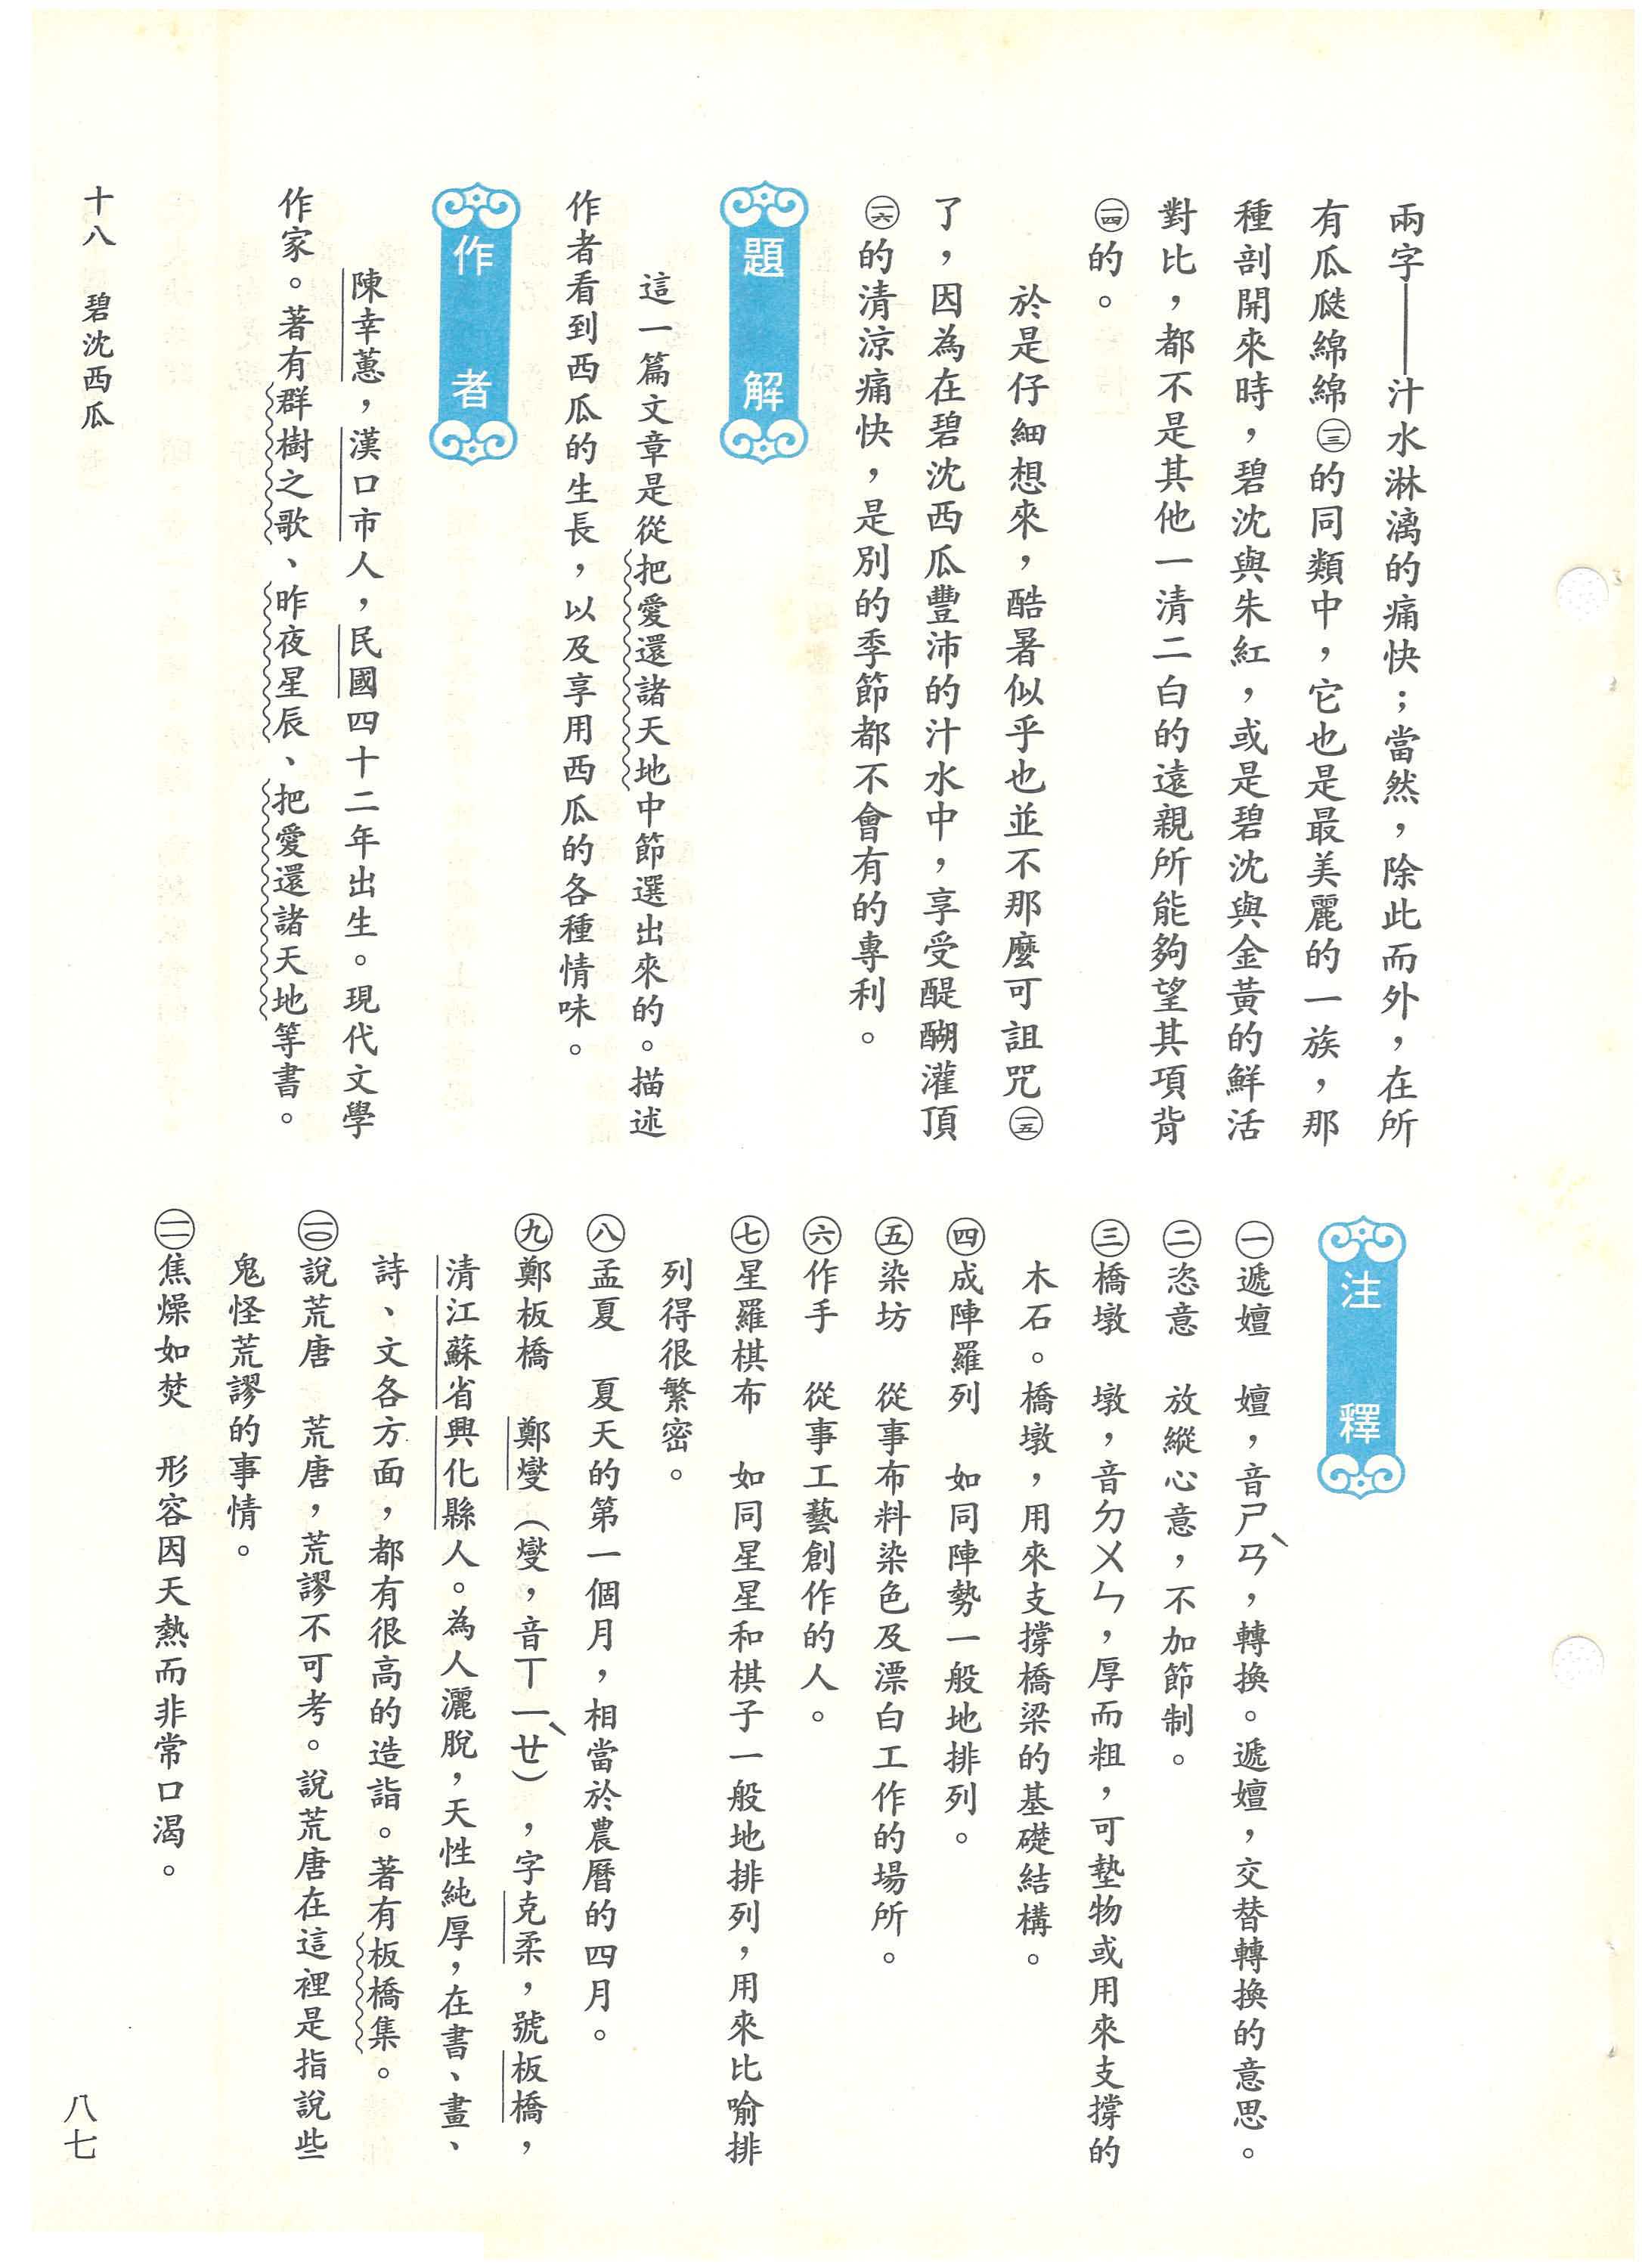 兩字——汁水淋漓的痛快；當然，除此而外，在所
有瓜瓞綿綿㊀㊂的同類中，它也是最美麗的一族，那
種剖開來時，碧沈與朱紅，或是碧沈與金黃的鮮活
對比，都不是其他一清二白的遠親所能夠望其項背
㊀㊃的。
於是仔細想來，酷暑似乎也並不那麼可詛咒㊀㊄
了，因為在碧沈西瓜豐沛的汁水中，享受醍醐灌頂
㊀㊅的清涼痛快，是別的季節都不會有的專利。
題解
這一篇文章是從把愛還諸天地中節選出來的。描述
作者看到西瓜的生長，以及享用西瓜的各種情味。
作者
陳幸蕙，漢口市人，民國四十二年出生。現代文學
作家。著有群樹之歌、昨夜星辰、把愛還諸天地等書。
注釋
㊀遞嬗　嬗，音ㄕㄢˋ，轉換。遞嬗，交替轉換的意思。
㊁恣意　放縱心意，不加節制。
㊂橋墩　墩，音ㄉㄨㄣ，厚而粗，可墊物或用來支撐的
木石。橋墩，用來支撐橋梁的基礎結構。
㊃成陣羅列　如同陣勢一般地排列。
㊄染坊　從事布料染色及漂白工作的場所。
㊅作手　從事工藝創作的人。
㊆星羅棋布　如同星星和棋子一般地排列，用來比喻排
列得很繁密。
㊇孟夏　夏天的第一個月，相當於農曆的四月。
㊈鄭板橋　鄭燮（燮，音ㄒㄧㄝˋ），字克柔，號板橋，
清江蘇省興化縣人。為人灑脫，天性純厚，在書、畫、
詩、文各方面，都有很高的造詣。著有板橋集。
㊀〇說荒唐　荒唐，荒謬不可考。說荒唐在這裡是指說些
鬼怪荒謬的事情。
㊀㊀焦燥如焚　形容因天熱而非常口渴。
十八　碧沈西瓜
八七